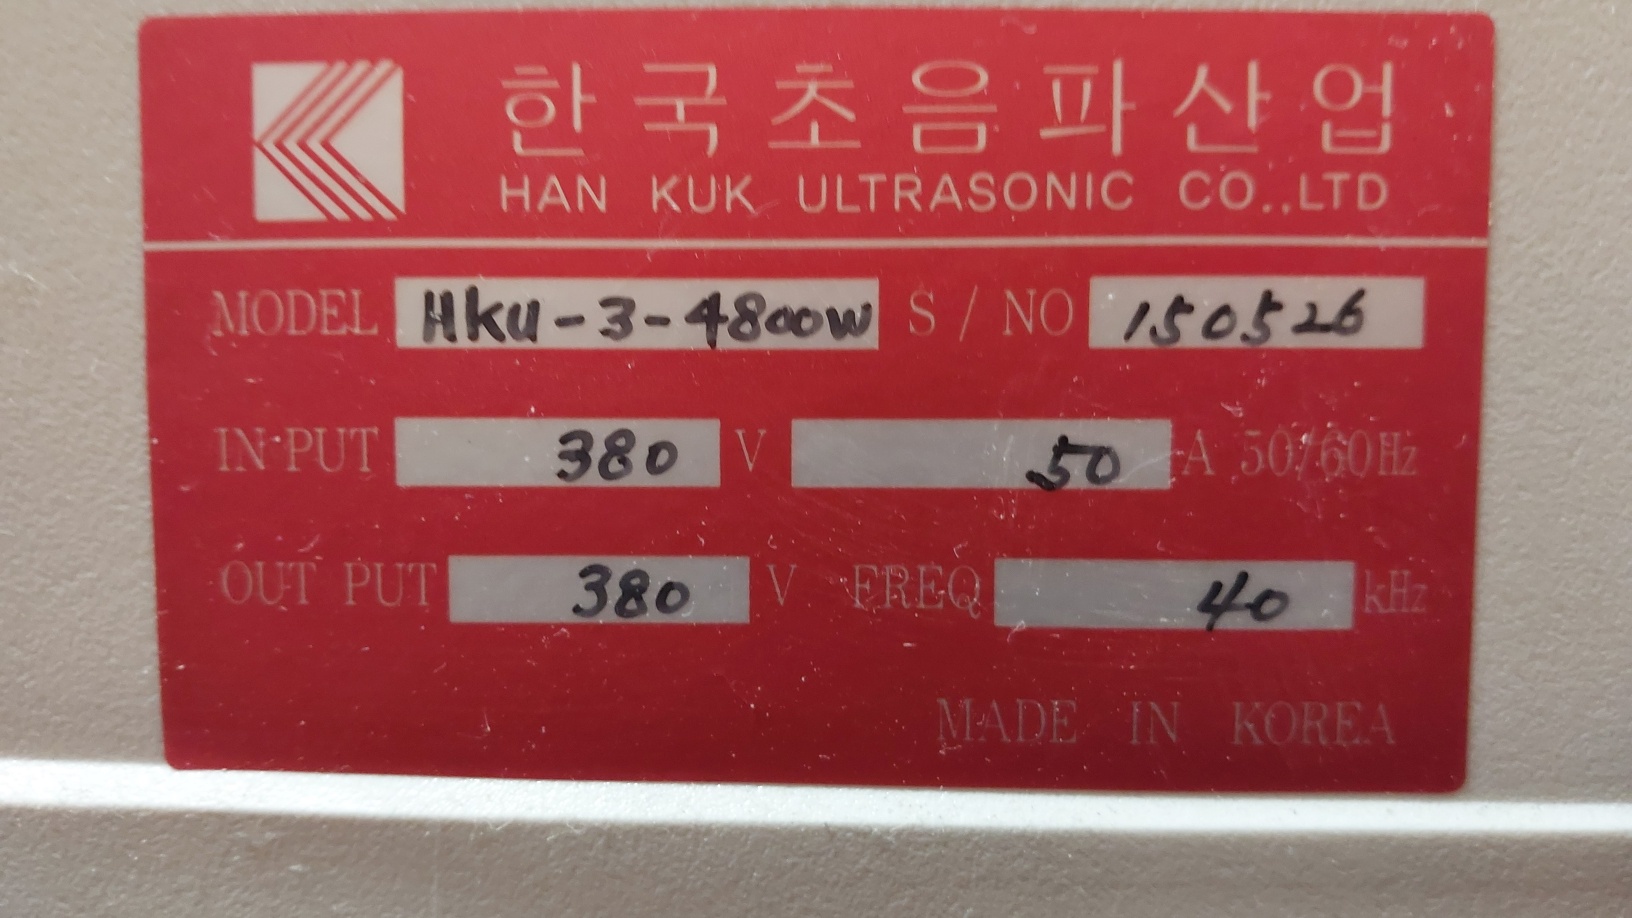 한국초음파산업
HAN KUK ULTRASONIC CO.,LTD
MODEL HKU-3-4800W S / NO 150526
IN PUT 380 V 50 A 50/60Hz
OUT PUT 380 V FREQ 40 kHz
MADE IN KOREA